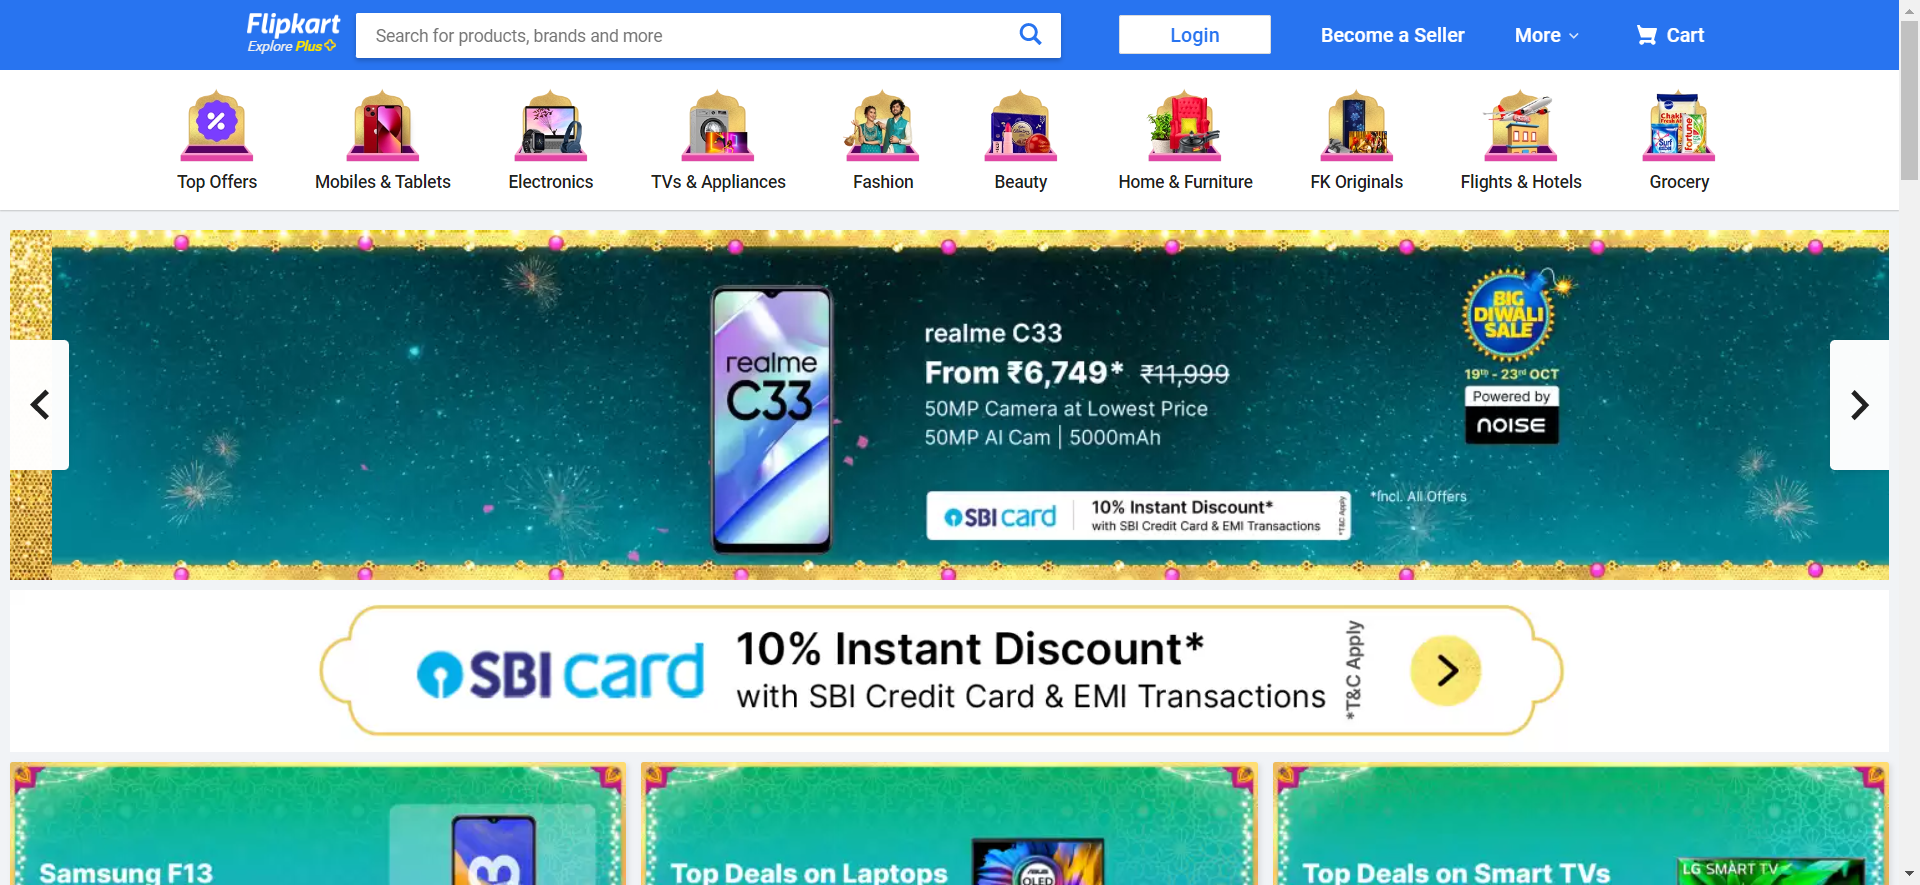 Flipkart
Explore Plus
Search for products, brands and more
Login
Become a Seller
More
Cart
Top Offers
Mobiles & Tablets
Electronics
TVs & Appliances
Fashion
Beauty
Home & Furniture
FK Originals
Flights & Hotels
Grocery
realme
C33
realme C33
From ₹6,749* ₹11,999
50MP Camera at Lowest Price
50MP AI Cam | 5000mAh
SBI card
10% Instant Discount*
with SBI Credit Card & EMI Transactions
*T&C Apply
*Incl. All Offers
BIG
DIWALI
SALE
19th - 23rd OCT
Powered by
NOISE
SBI card
10% Instant Discount*
with SBI Credit Card & EMI Transactions
*T&C Apply
Samsung F13
Top Deals on Laptops
ASUS
OLED
Top Deals on Smart TVs
LG SMART TV